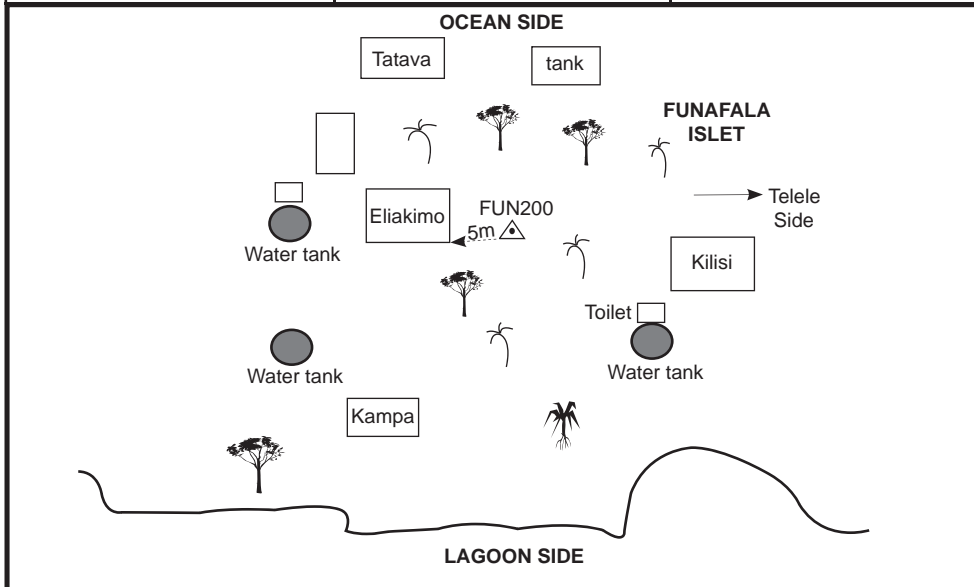 OCEAN SIDE
Tatava
tank
FUNAFALA
ISLET
Telele
Side
Eliakimo
FUN200
5m
Water tank
Kilisi
Toilet
Water tank
Water tank
Kampa
LAGOON SIDE